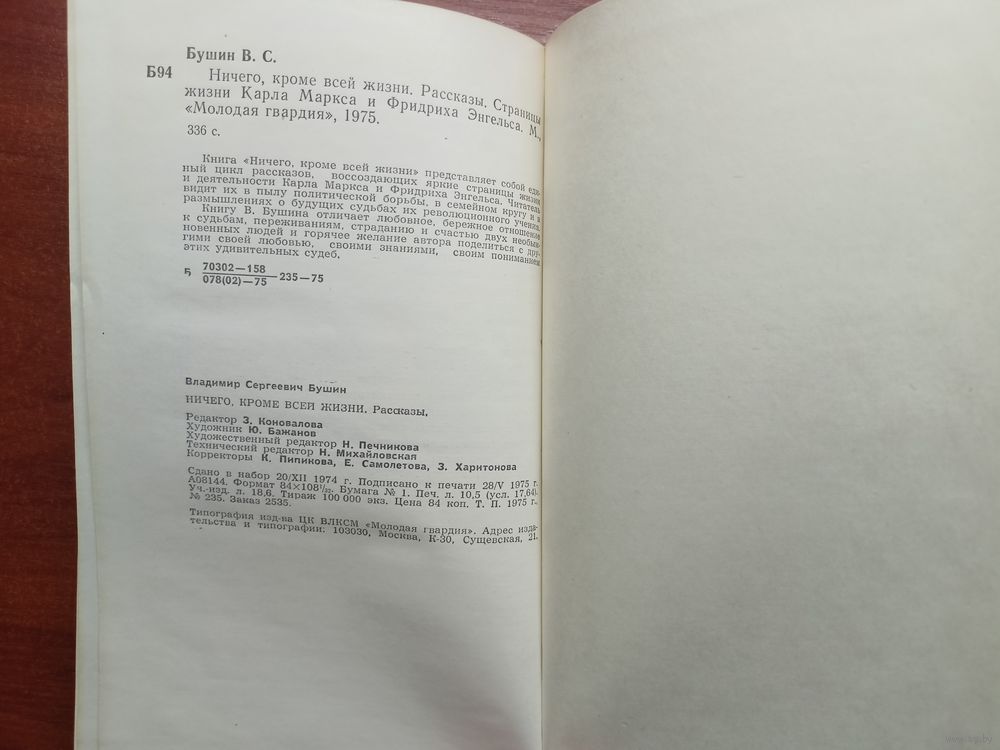 Бушин В. С.
Б94 Ничего, кроме всей жизни. Рассказы. Страницы
жизни Карла Маркса и Фридриха Энгельса. М.,
«Молодая гвардия», 1975.
336 с.
Книга «Ничего, кроме всей жизни» представляет собой еди-
ный цикл рассказов, воссоздающих яркие страницы жизни
и деятельности Карла Маркса и Фридриха Энгельса. Читатель
видит их в пылу политической борьбы, в семейном кругу и в
размышлениях о будущих судьбах их революционного учения.
Книгу В. Бушина отличает любовное, бережное отношение
к судьбам, переживаниям, страданию и счастью двух необык-
новенных людей и горячее желание автора поделиться с дру-
гими своей любовью, своими знаниями, своим пониманием
этих удивительных судеб.
Б 70302—158
078(02)—75 235—75
Владимир Сергеевич Бушин
НИЧЕГО, КРОМЕ ВСЕЙ ЖИЗНИ. Рассказы.
Редактор З. Коновалова
Художник Ю. Бажанов
Художественный редактор Н. Печникова
Технический редактор Н. Михайловская
Корректоры К. Пипикова, Е. Самолетова, З. Харитонова
Сдано в набор 20/XII 1974 г. Подписано к печати 28/V 1975 г.
А08144. Формат 84×108¹/₃₂. Бумага № 1. Печ. л. 10,5 (усл. 17,64).
Уч.-изд. л. 18,6. Тираж 100 000 экз. Цена 84 коп. Т. П. 1975 г.,
№ 235. Заказ 2535.
Типография изд-ва ЦК ВЛКСМ «Молодая гвардия». Адрес изда-
тельства и типографии: 103030, Москва, К-30, Сущевская, 21.